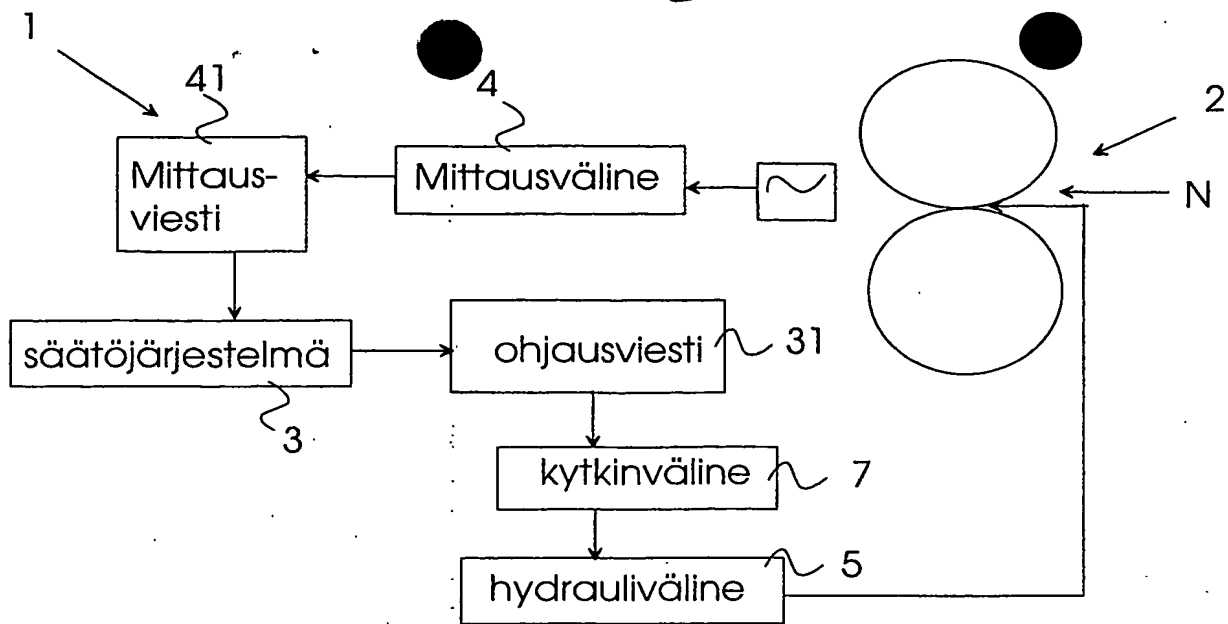 1
41
4
2
Mittaus-
viesti
Mittausväline
N
säätöjärjestelmä
3
ohjausviesti
31
kytkinväline
7
hydrauliväline
5